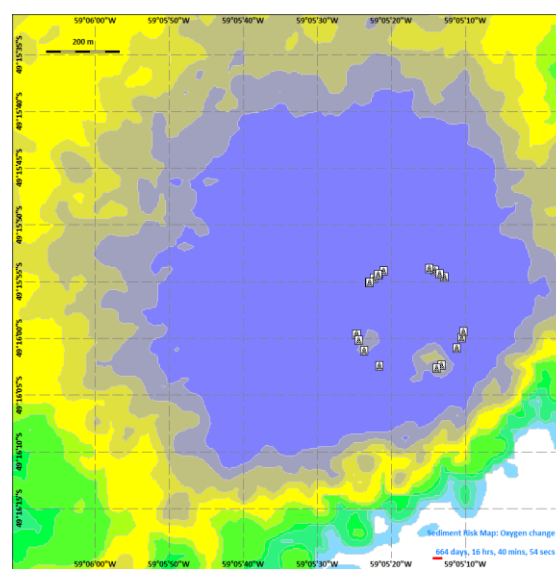 59°06'00"W 59°05'50"W 59°05'40"W 59°05'30"W 59°05'20"W 59°05'10"W
200 m
49°15'35"S
49°15'40"S
49°15'45"S
49°15'50"S
49°15'55"S
49°16'00"S
49°16'05"S
49°16'10"S
49°16'15"S
Sediment Risk Map: Oxygen change
664 days, 16 hrs, 40 mins, 54 secs
59°06'00"W 59°05'50"W 59°05'40"W 59°05'30"W 59°05'20"W 59°05'10"W